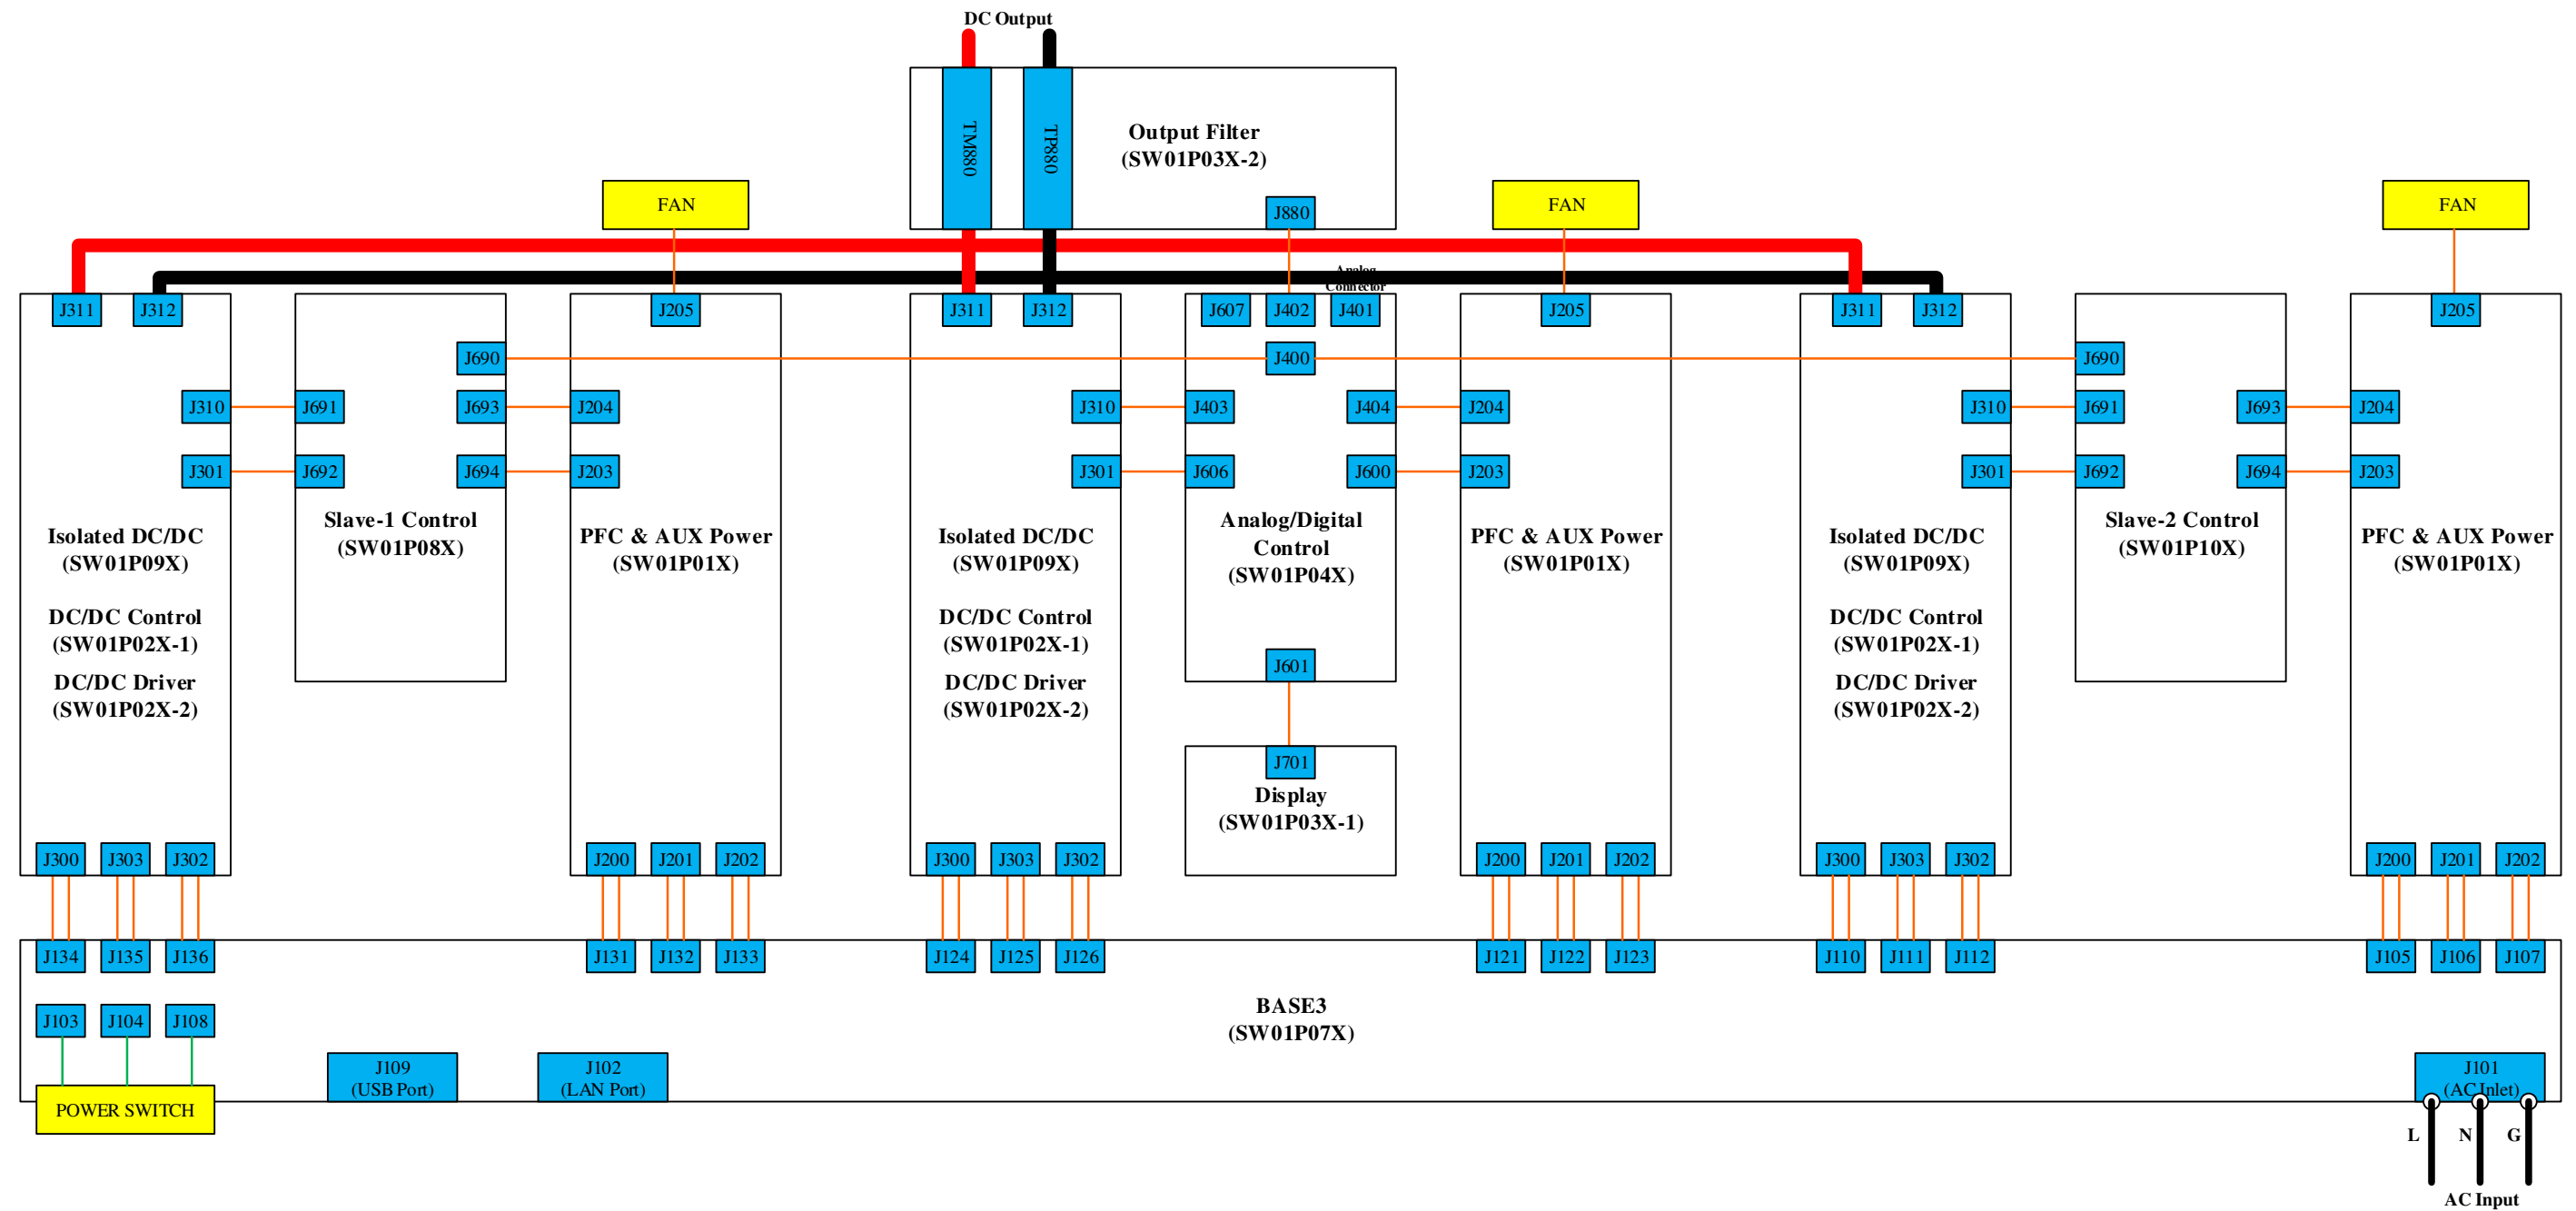 DC Output
TM880
TP880
Output Filter
(SW01P03X-2)
J880
FAN
FAN
FAN
Analog
Connector
J311
J312
J205
J311
J312
J607
J402
J401
J205
J311
J312
J205
J690
J400
J690
J310
J691
J693
J204
J310
J403
J404
J204
J310
J691
J693
J204
J301
J692
J694
J203
J301
J606
J600
J203
J301
J692
J694
J203
Isolated DC/DC
(SW01P09X)
DC/DC Control
(SW01P02X-1)
DC/DC Driver
(SW01P02X-2)
Slave-1 Control
(SW01P08X)
PFC & AUX Power
(SW01P01X)
Isolated DC/DC
(SW01P09X)
DC/DC Control
(SW01P02X-1)
DC/DC Driver
(SW01P02X-2)
Analog/Digital
Control
(SW01P04X)
J601
J701
Display
(SW01P03X-1)
PFC & AUX Power
(SW01P01X)
Isolated DC/DC
(SW01P09X)
DC/DC Control
(SW01P02X-1)
DC/DC Driver
(SW01P02X-2)
Slave-2 Control
(SW01P10X)
PFC & AUX Power
(SW01P01X)
J300
J303
J302
J200
J201
J202
J300
J303
J302
J200
J201
J202
J300
J303
J302
J200
J201
J202
J134
J135
J136
J131
J132
J133
J124
J125
J126
J121
J122
J123
J110
J111
J112
J105
J106
J107
BASE3
(SW01P07X)
J103
J104
J108
POWER SWITCH
J109
(USB Port)
J102
(LAN Port)
J101
(AC Inlet)
L
N
G
AC Input